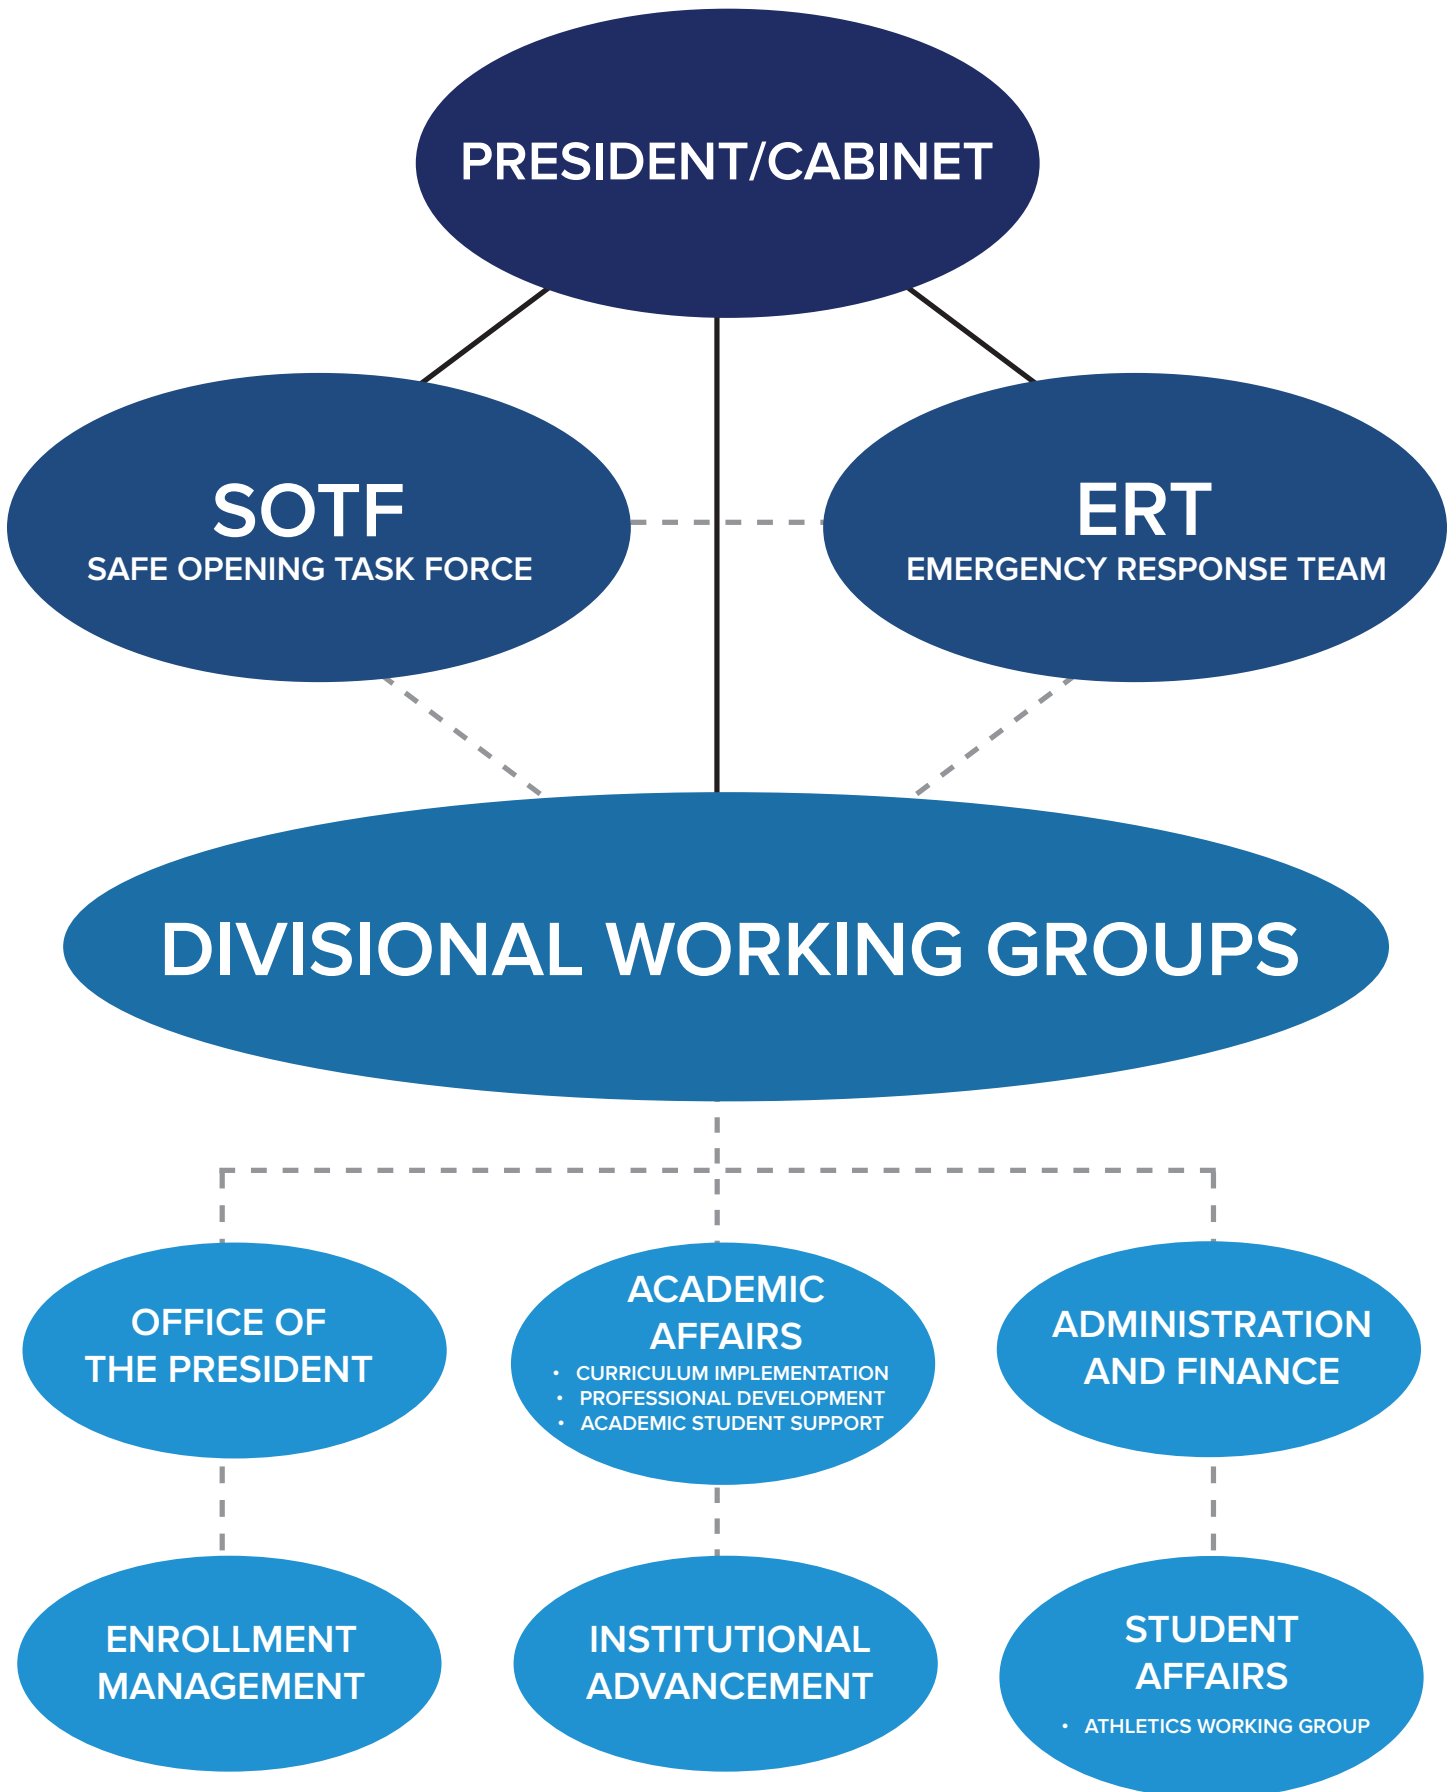 PRESIDENT/CABINET
SOTF
SAFE OPENING TASK FORCE
ERT
EMERGENCY RESPONSE TEAM
DIVISIONAL WORKING GROUPS
OFFICE OF
THE PRESIDENT
ACADEMIC
AFFAIRS
• CURRICULUM IMPLEMENTATION
• PROFESSIONAL DEVELOPMENT
• ACADEMIC STUDENT SUPPORT
ADMINISTRATION
AND FINANCE
ENROLLMENT
MANAGEMENT
INSTITUTIONAL
ADVANCEMENT
STUDENT
AFFAIRS
• ATHLETICS WORKING GROUP